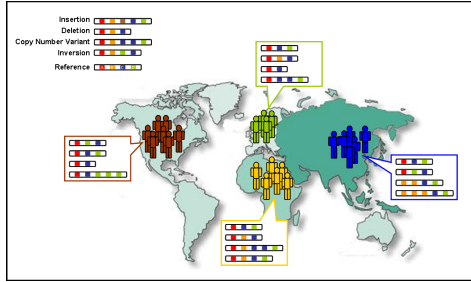 Insertion
Deletion
Copy Number Variant
Inversion
Reference